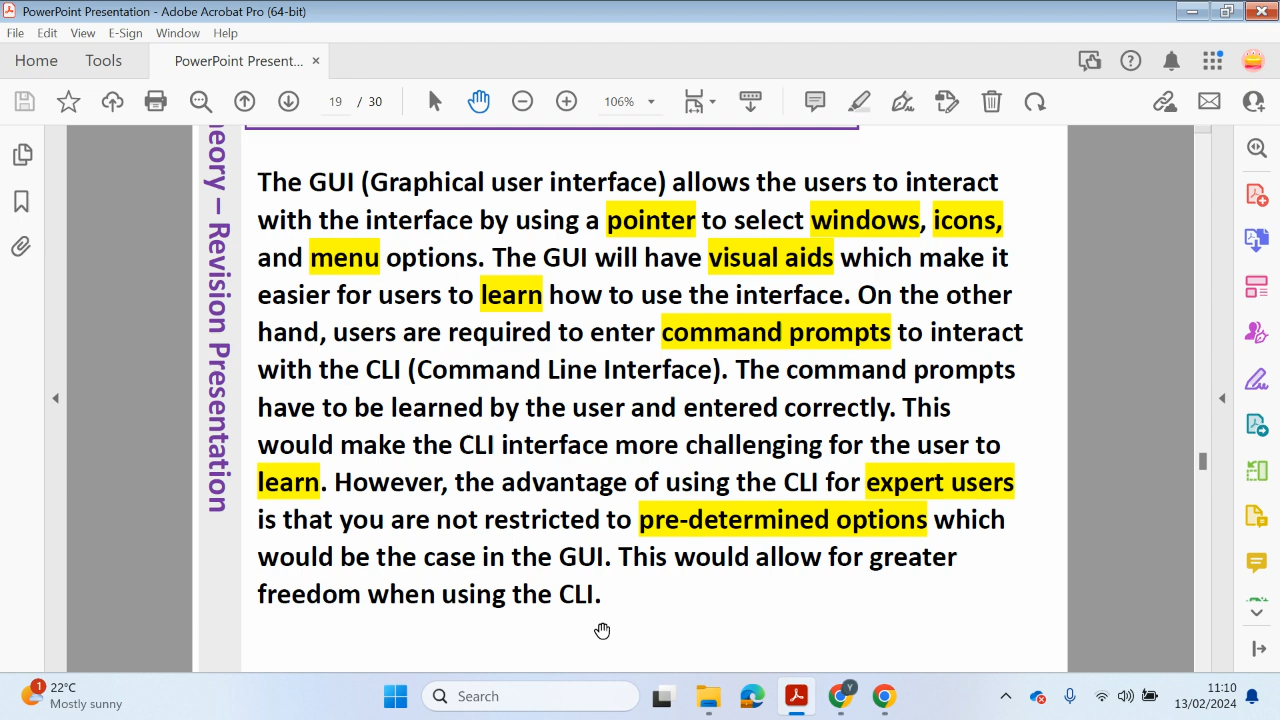 PowerPoint Presentation - Adobe Acrobat Pro (64-bit)
File Edit View E-Sign Window Help
Home Tools PowerPoint Present... ×
19 / 30 106%
The GUI (Graphical user interface) allows the users to interact
with the interface by using a pointer to select windows, icons,
and menu options. The GUI will have visual aids which make it
easier for users to learn how to use the interface. On the other
hand, users are required to enter command prompts to interact
with the CLI (Command Line Interface). The command prompts
have to be learned by the user and entered correctly. This
would make the CLI interface more challenging for the user to
learn. However, the advantage of using the CLI for expert users
is that you are not restricted to pre-determined options which
would be the case in the GUI. This would allow for greater
freedom when using the CLI.
– Revision Presentation
1
22°C
Mostly sunny
Search
Y
11:10
13/02/2024